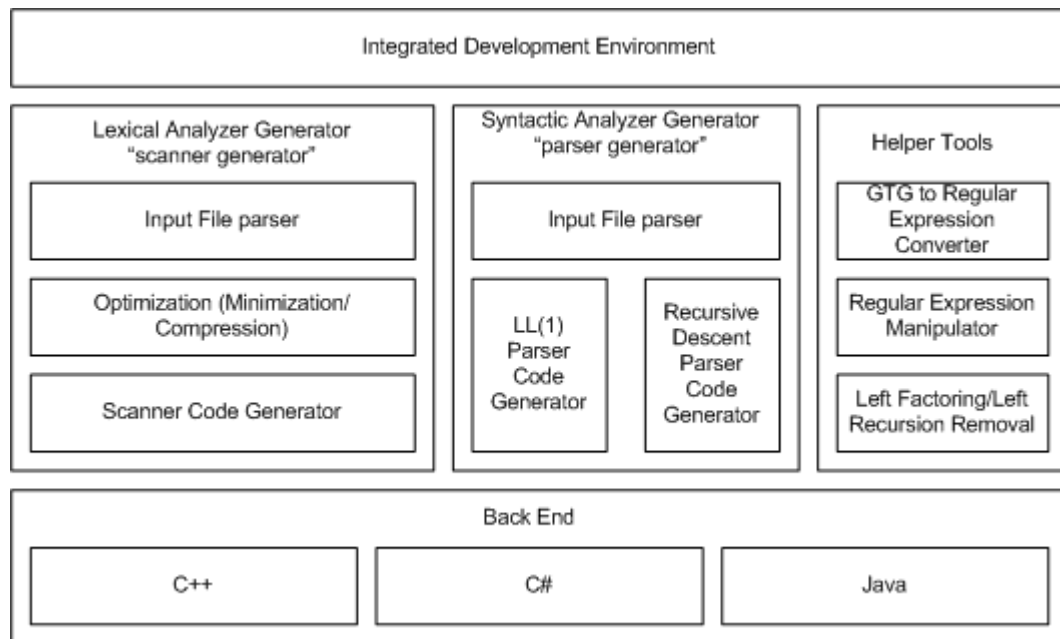 Integrated Development Environment
Lexical Analyzer Generator
“scanner generator”
Input File parser
Optimization (Minimization/
Compression)
Scanner Code Generator
Syntactic Analyzer Generator
“parser generator”
Input File parser
LL(1)
Parser
Code
Generator
Recursive
Descent
Parser
Code
Generator
Helper Tools
GTG to Regular
Expression
Converter
Regular Expression
Manipulator
Left Factoring/Left
Recursion Removal
Back End
C++
C#
Java